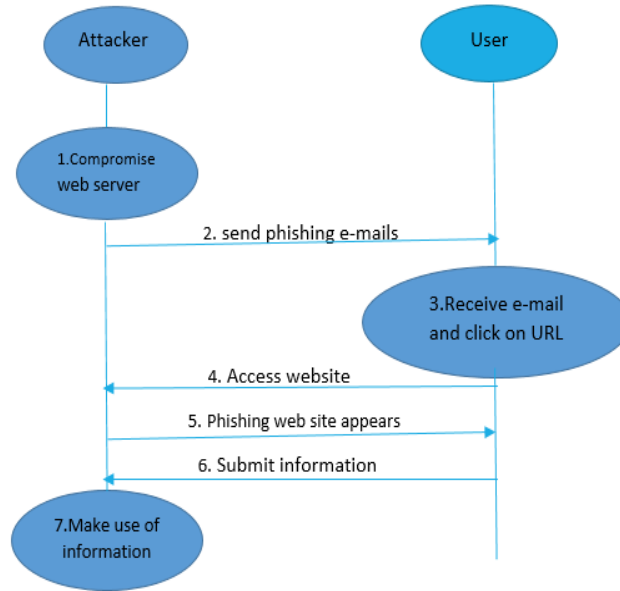 Attacker
User
1.Compromise
web server
2. send phishing e-mails
3.Receive e-mail
and click on URL
4. Access website
5. Phishing web site appears
6. Submit information
7.Make use of
information